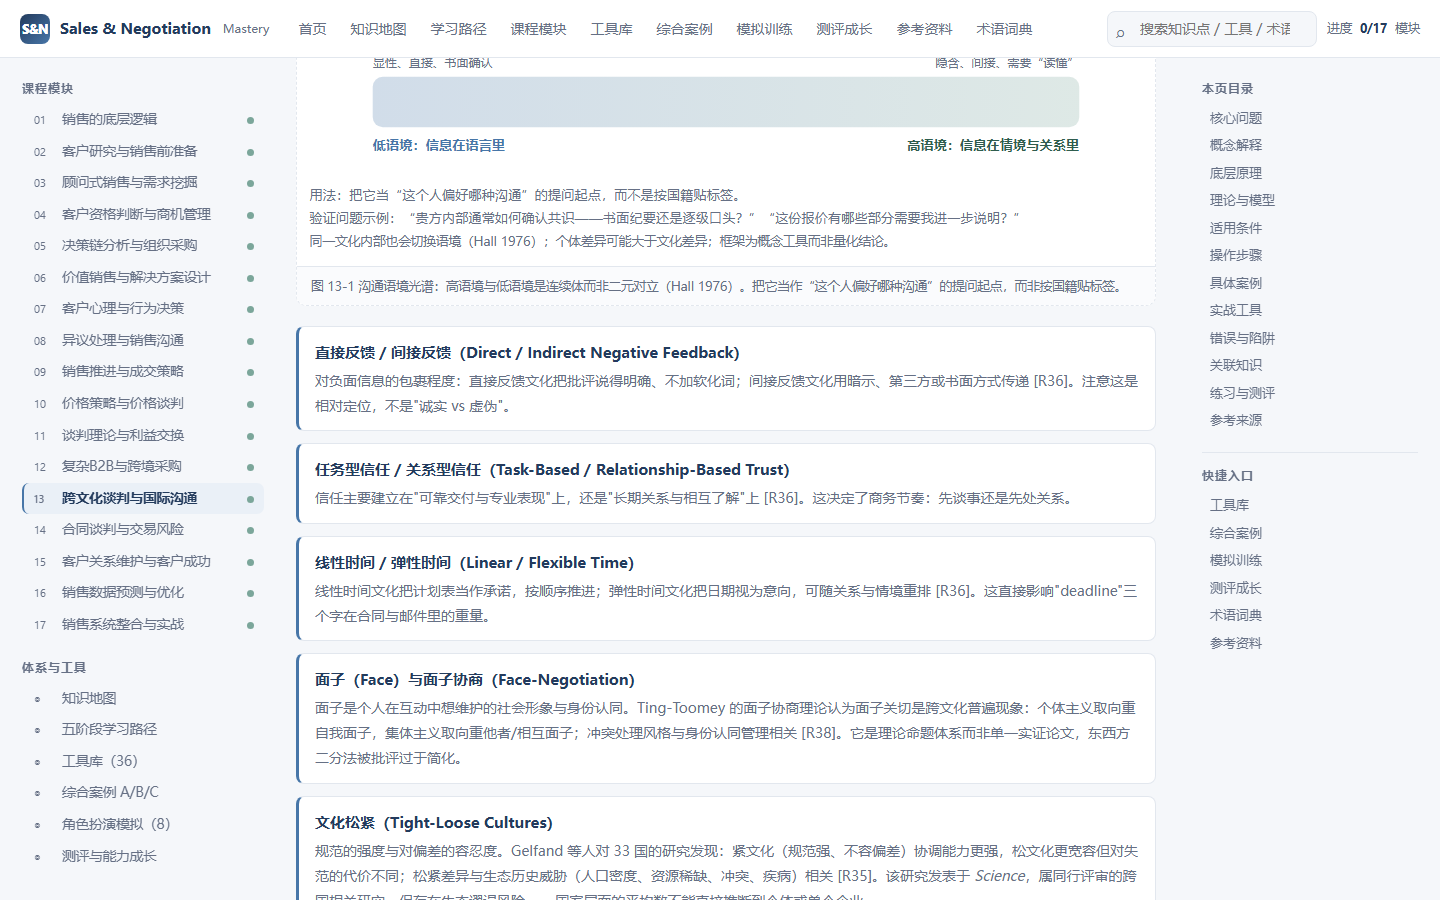 S&N Sales & Negotiation Mastery 首页 知识地图 学习路径 课程模块 工具库 综合案例 模拟训练 测评成长 参考资料 术语词典 搜索知识点 / 工具 / 术语 进度 0/17 模块
课程模块
01 销售的底层逻辑
02 客户研究与销售前准备
03 顾问式销售与需求挖掘
04 客户资格判断与商机管理
05 决策链分析与组织采购
06 价值销售与解决方案设计
07 客户心理与行为决策
08 异议处理与销售沟通
09 销售推进与成交策略
10 价格策略与价格谈判
11 谈判理论与利益交换
12 复杂B2B与跨境采购
13 跨文化谈判与国际沟通
14 合同谈判与交易风险
15 客户关系维护与客户成功
16 销售数据预测与优化
17 销售系统整合与实战
体系与工具
知识地图
五阶段学习路径
工具库（36）
综合案例 A/B/C
角色扮演模拟（8）
测评与能力成长
显性、直接、书面确认
隐含、间接、需要“读懂”
低语境：信息在语言里
高语境：信息在情境与关系里
用法：把它当“这个人偏好哪种沟通”的提问起点，而不是按国籍贴标签。
验证问题示例：“贵方内部通常如何确认共识——书面纪要还是逐级口头？”“这份报价有哪些部分需要我进一步说明？”
同一文化内部也会切换语境（Hall 1976）；个体差异可能大于文化差异；框架为概念工具而非量化结论。
图 13-1 沟通语境光谱：高语境与低语境是连续体而非二元对立（Hall 1976）。把它当作“这个人偏好哪种沟通”的提问起点，而非按国籍贴标签。
直接反馈 / 间接反馈（Direct / Indirect Negative Feedback）
对负面信息的包裹程度：直接反馈文化把批评说得明确、不加软化词；间接反馈文化用暗示、第三方或书面方式传递 [R36]。注意这是
相对定位，不是"诚实 vs 虚伪"。
任务型信任 / 关系型信任（Task-Based / Relationship-Based Trust）
信任主要建立在"可靠交付与专业表现"上，还是"长期关系与相互了解"上 [R36]。这决定了商务节奏：先谈事还是先处关系。
线性时间 / 弹性时间（Linear / Flexible Time）
线性时间文化把计划表当作承诺，按顺序推进；弹性时间文化把日期视为意向，可随关系与情境重排 [R36]。这直接影响"deadline"三
个字在合同与邮件里的重量。
面子（Face）与面子协商（Face-Negotiation）
面子是个人在互动中想维护的社会形象与身份认同。Ting-Toomey 的面子协商理论认为面子关切是跨文化普遍现象：个体主义取向重
自我面子，集体主义取向重他者/相互面子；冲突处理风格与身份认同管理相关 [R38]。它是理论命题体系而非单一实证论文，东西方
二分法被批评过于简化。
文化松紧（Tight-Loose Cultures）
规范的强度与对偏差的容忍度。Gelfand 等人对 33 国的研究发现：紧文化（规范强、不容偏差）协调能力更强，松文化更宽容但对失
范的代价不同；松紧差异与生态历史威胁（人口密度、资源稀缺、冲突、疾病）相关 [R35]。该研究发表于 Science，属同行评审的跨
国相关研究，但存在生态谬误风险——国家层面的平均数不能直接推断到个体或单个企业。
本页目录
核心问题
概念解释
底层原理
理论与模型
适用条件
操作步骤
具体案例
实战工具
错误与陷阱
关联知识
练习与测评
参考来源
快捷入口
工具库
综合案例
模拟训练
测评成长
术语词典
参考资料